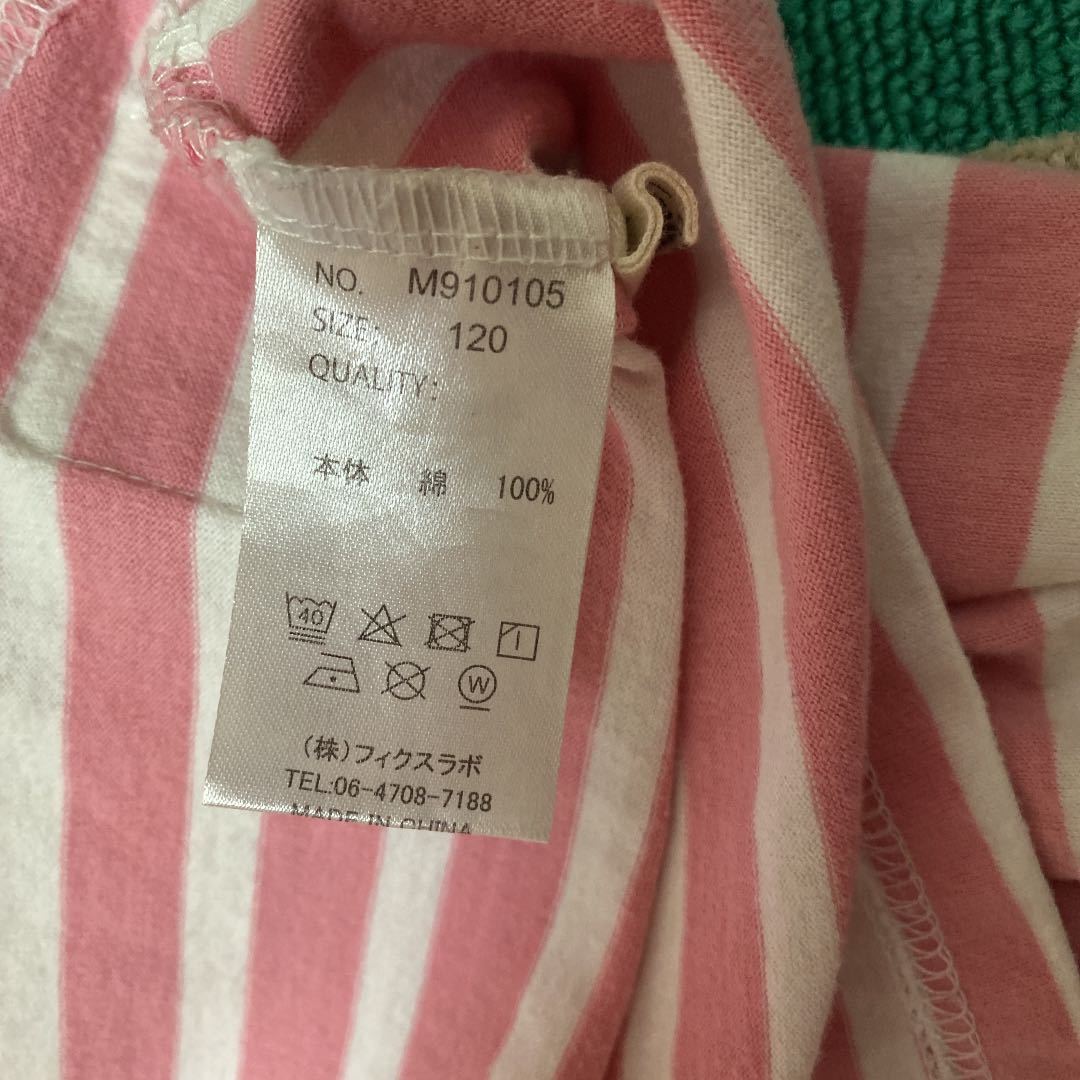 NO. M910105
SIZE: 120
QUALITY:
本体 綿 100%
40
W
(株)フィクスラボ
TEL:06-4708-7188
MADE IN CHINA